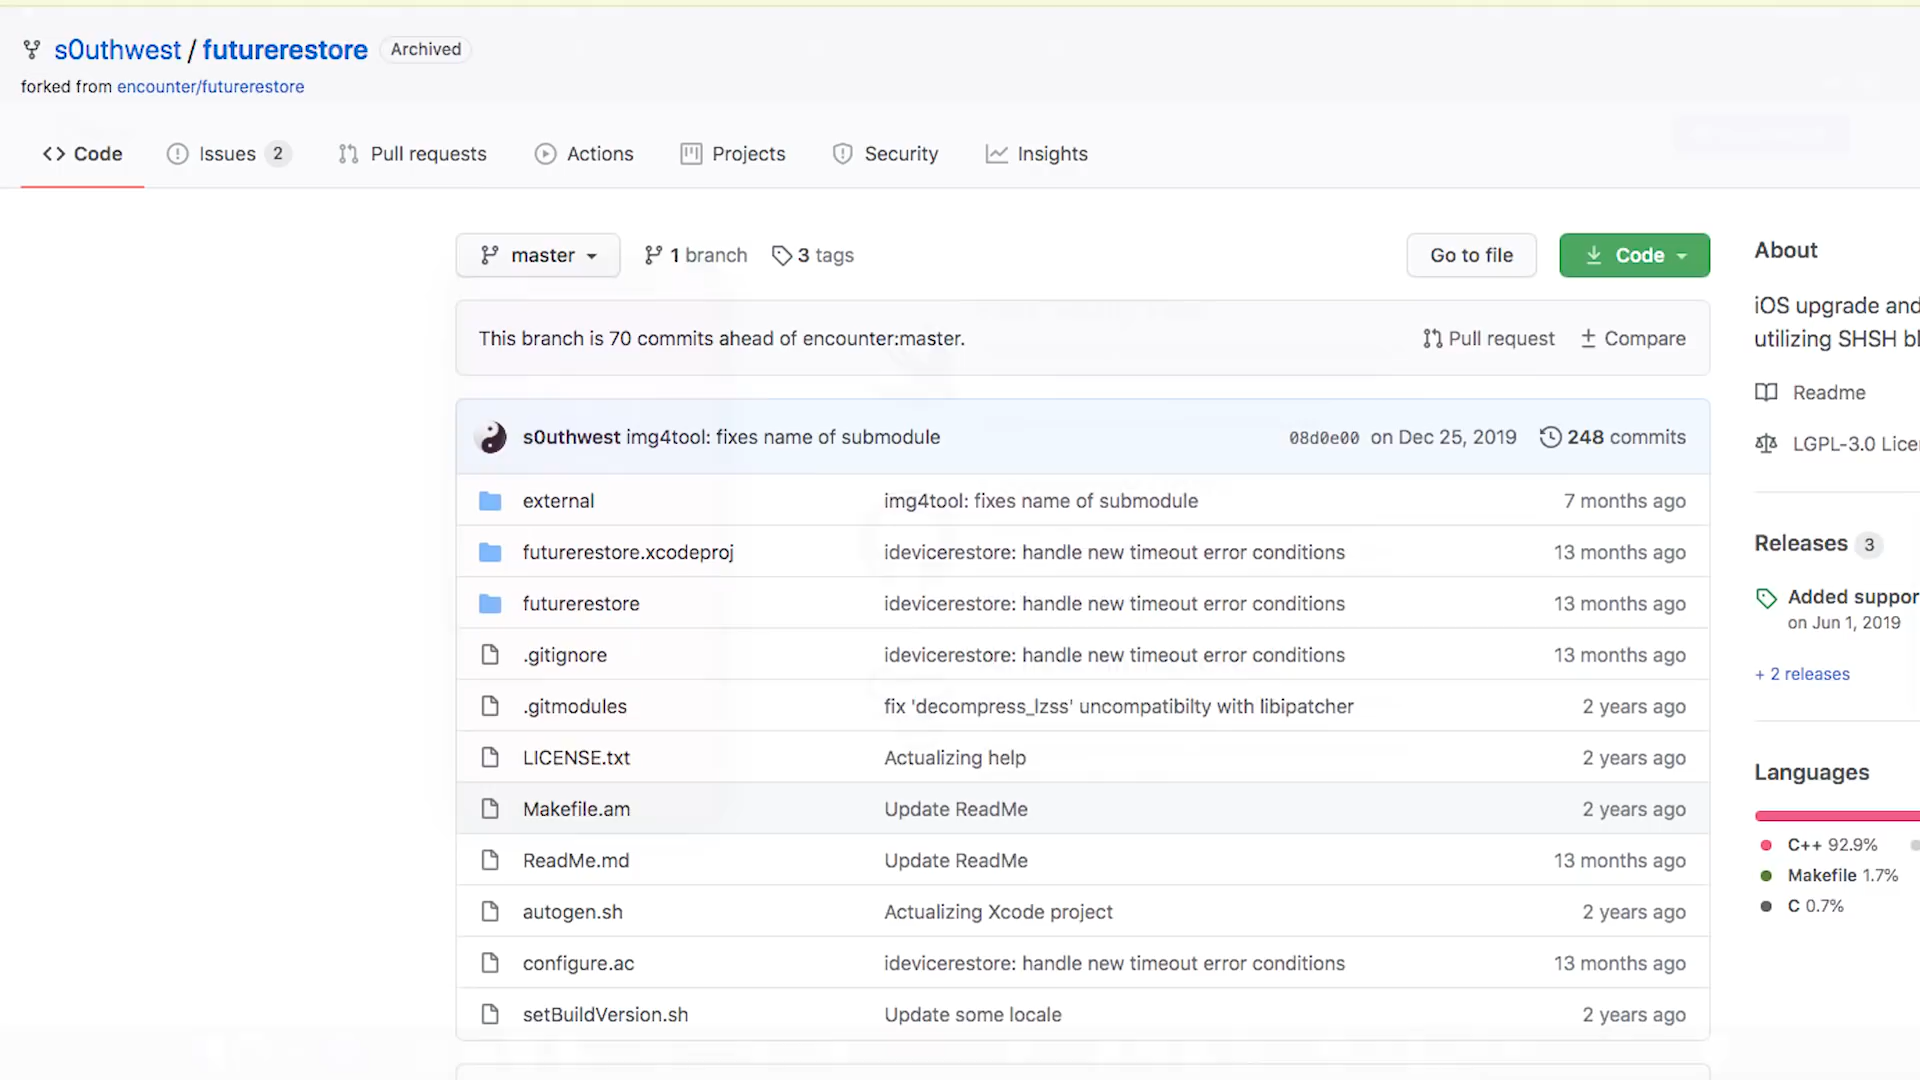 s0uthwest / futurerestore Archived
forked from encounter/futurerestore
Code Issues 2 Pull requests Actions Projects Security Insights
master 1 branch 3 tags Go to file Code
This branch is 70 commits ahead of encounter:master. Pull request Compare
s0uthwest img4tool: fixes name of submodule 08d0e00 on Dec 25, 2019 248 commits
external img4tool: fixes name of submodule 7 months ago
futurerestore.xcodeproj idevicerestore: handle new timeout error conditions 13 months ago
futurerestore idevicerestore: handle new timeout error conditions 13 months ago
.gitignore idevicerestore: handle new timeout error conditions 13 months ago
.gitmodules fix 'decompress_lzss' uncompatibilty with libipatcher 2 years ago
LICENSE.txt Actualizing help 2 years ago
Makefile.am Update ReadMe 2 years ago
ReadMe.md Update ReadMe 13 months ago
autogen.sh Actualizing Xcode project 2 years ago
configure.ac idevicerestore: handle new timeout error conditions 13 months ago
setBuildVersion.sh Update some locale 2 years ago
About
iOS upgrade and
utilizing SHSH bl
Readme
LGPL-3.0 Lice
Releases 3
Added suppor
on Jun 1, 2019
+ 2 releases
Languages
C++ 92.9%
Makefile 1.7%
C 0.7%